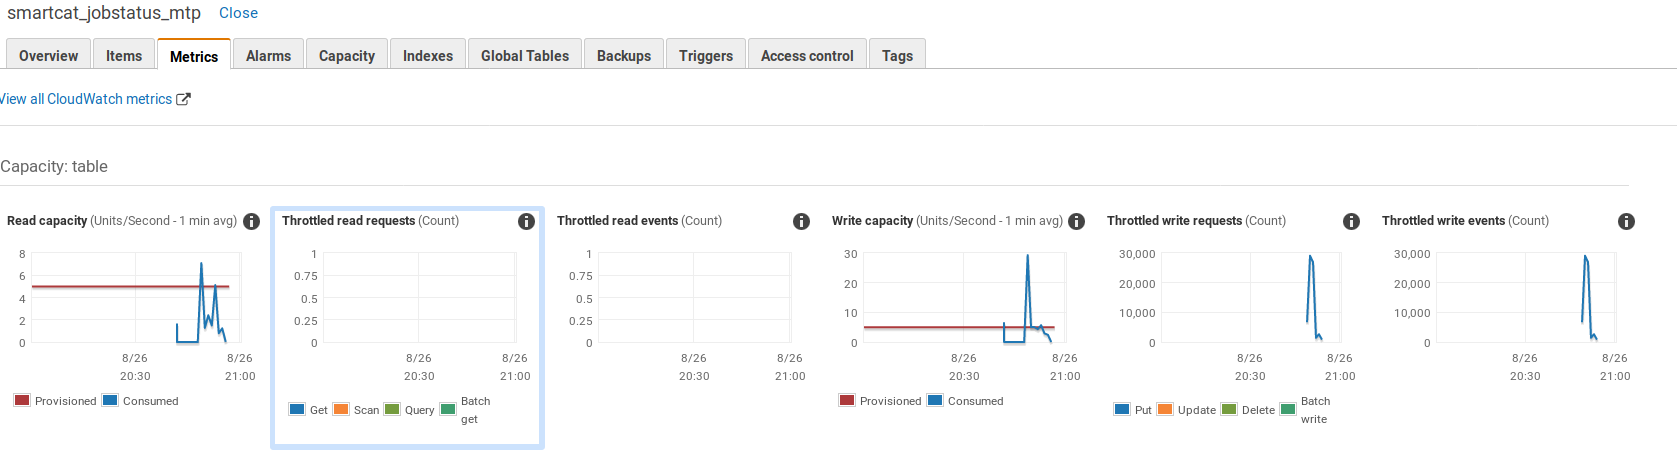 smartcat_jobstatus_mtp Close
Overview Items Metrics Alarms Capacity Indexes Global Tables Backups Triggers Access control Tags
View all CloudWatch metrics
Capacity: table
Read capacity (Units/Second - 1 min avg)
8
6
4
2
0
8/26 8/26
20:30 21:00
Provisioned Consumed
Throttled read requests (Count)
1
0.75
0.5
0.25
0
8/26 8/26
20:30 21:00
Get Scan Query Batch
get
Throttled read events (Count)
1
0.75
0.5
0.25
0
8/26 8/26
20:30 21:00
Write capacity (Units/Second - 1 min avg)
30
20
10
0
8/26 8/26
20:30 21:00
Provisioned Consumed
Throttled write requests (Count)
30,000
20,000
10,000
0
8/26 8/26
20:30 21:00
Put Update Delete Batch
write
Throttled write events (Count)
30,000
20,000
10,000
0
8/26 8/26
20:30 21:00